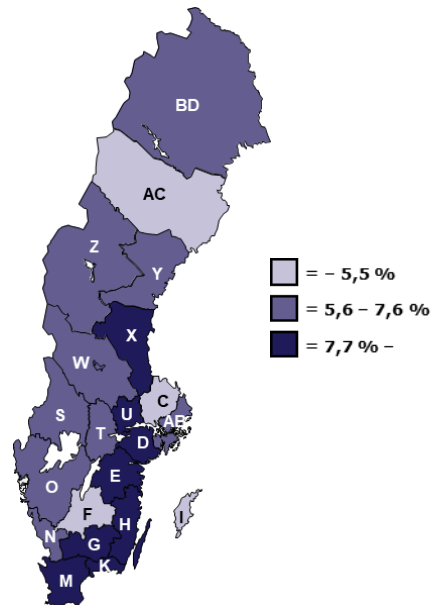 BD
AC
Z
Y
X
W
S
U
C
AB
T
D
O
E
F
I
N
H
G
K
M
= – 5,5 %
= 5,6 – 7,6 %
= 7,7 % –